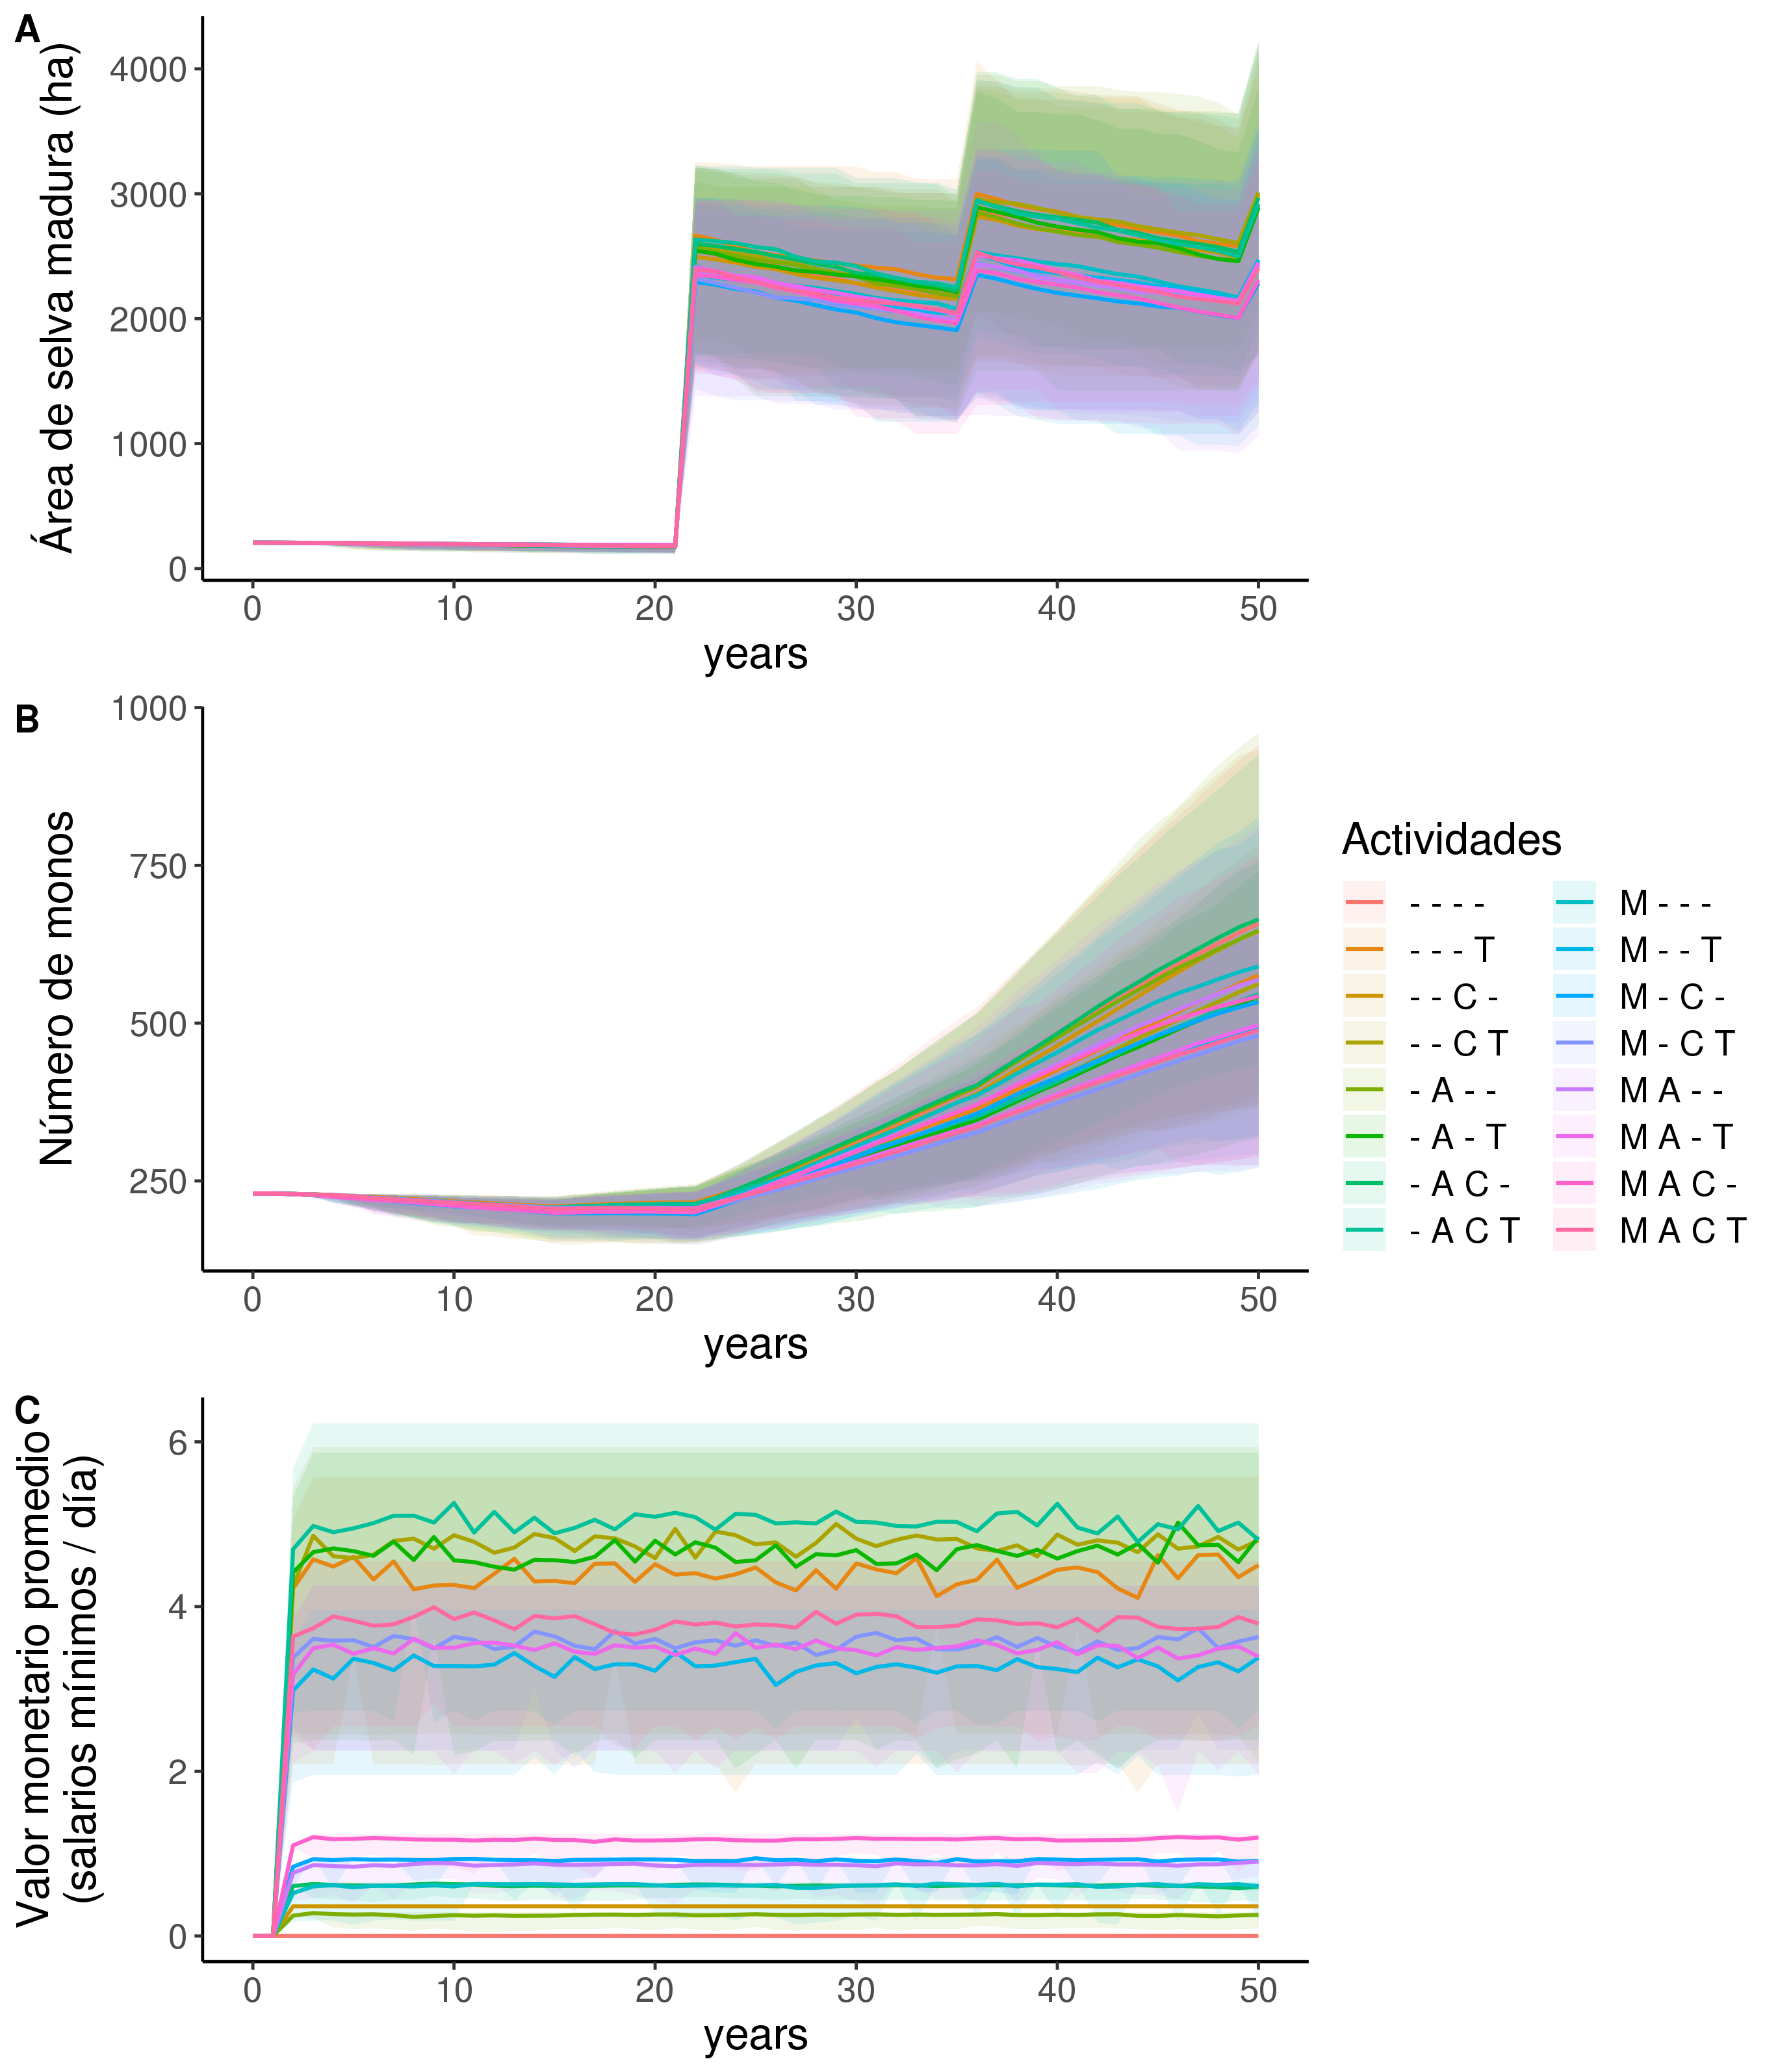 A
Área de selva madura (ha)
4000
3000
2000
1000
0
0 10 20 30 40 50
years
B
Número de monos
1000
750
500
250
0 10 20 30 40 50
years
Actividades
- - - -
- - - T
- - C -
- - C T
- A - -
- A - T
- A C -
- A C T
M - - -
M - - T
M - C -
M - C T
M A - -
M A - T
M A C -
M A C T
C
Valor monetario promedio
(salarios mínimos / día)
6
4
2
0
0 10 20 30 40 50
years